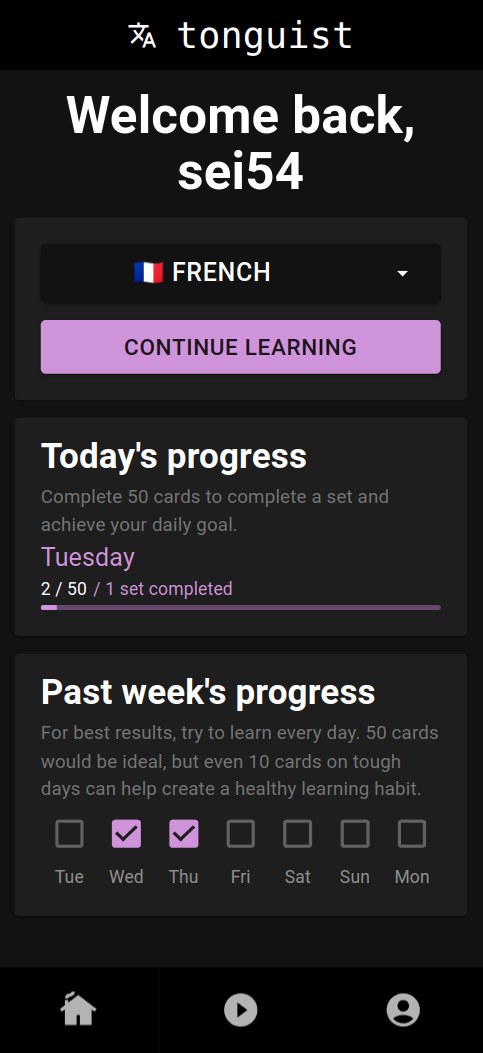 tonguist
Welcome back,
sei54
FRENCH
CONTINUE LEARNING
Today's progress
Complete 50 cards to complete a set and
achieve your daily goal.
Tuesday
2 / 50 / 1 set completed
Past week's progress
For best results, try to learn every day. 50 cards
would be ideal, but even 10 cards on tough
days can help create a healthy learning habit.
Tue Wed Thu Fri Sat Sun Mon